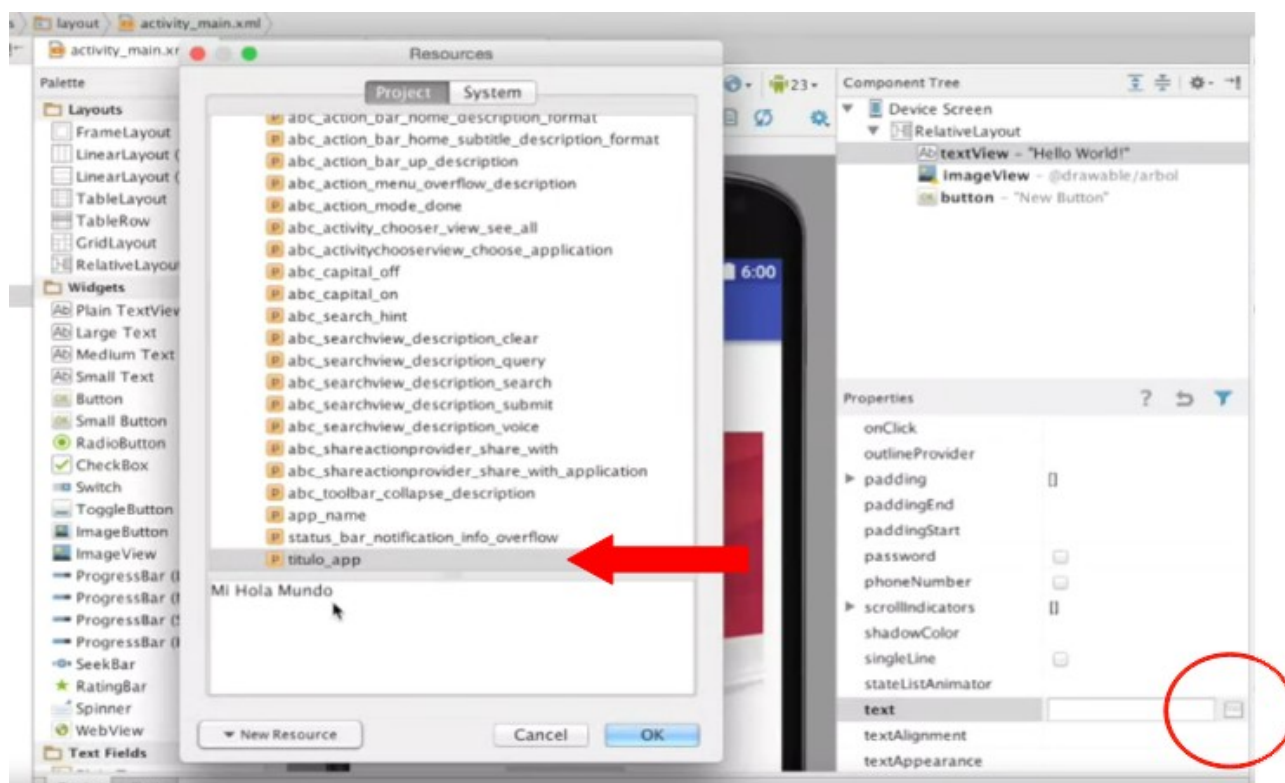 layout
activity_main.xml
activity_main.xr
Resources
Project
System
Palette
Layouts
FrameLayout
LinearLayout (
LinearLayout (
TableLayout
TableRow
GridLayout
RelativeLayou
Widgets
Plain TextView
Large Text
Medium Text
Small Text
Button
Small Button
RadioButton
CheckBox
Switch
ToggleButton
ImageButton
ImageView
ProgressBar (
ProgressBar (
ProgressBar (
ProgressBar (
SeekBar
RatingBar
Spinner
WebView
Text Fields
abc_action_bar_home_description_format
abc_action_bar_home_subtitle_description_format
abc_action_bar_up_description
abc_action_menu_overflow_description
abc_action_mode_done
abc_activity_chooser_view_see_all
abc_activitychooserview_choose_application
abc_capital_off
abc_capital_on
abc_search_hint
abc_searchview_description_clear
abc_searchview_description_query
abc_searchview_description_search
abc_searchview_description_submit
abc_searchview_description_voice
abc_shareactionprovider_share_with
abc_shareactionprovider_share_with_application
abc_toolbar_collapse_description
app_name
status_bar_notification_info_overflow
titulo_app
Mi Hola Mundo
New Resource
Cancel
OK
23
6:00
Component Tree
Device Screen
RelativeLayout
textView - "Hello World!"
imageView - @drawable/arbol
button - "New Button"
Properties
?
onClick
outlineProvider
padding []
paddingEnd
paddingStart
password
phoneNumber
scrollIndicators []
shadowColor
singleLine
stateListAnimator
text
textAlignment
textAppearance